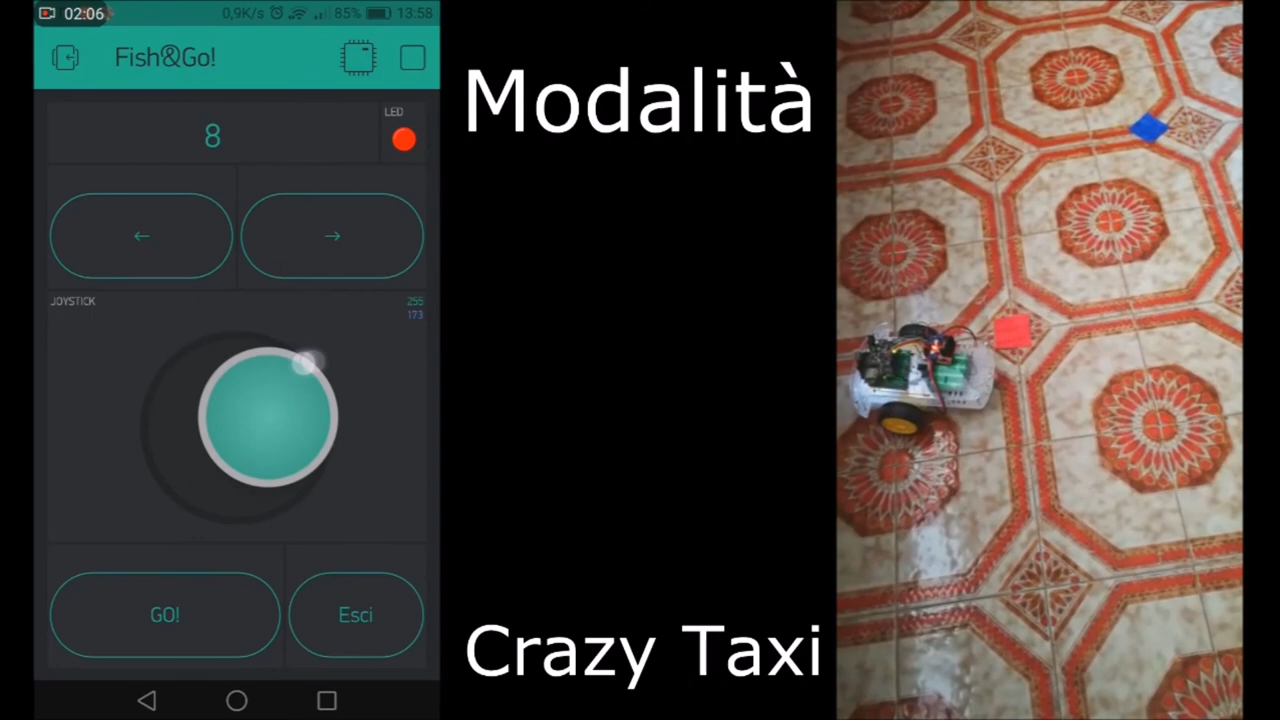 02:06
0,9K/s 85% 13:58
Fish&Go!
8
LED
←
→
JOYSTICK
255
173
GO!
Esci
Modalità
Crazy Taxi